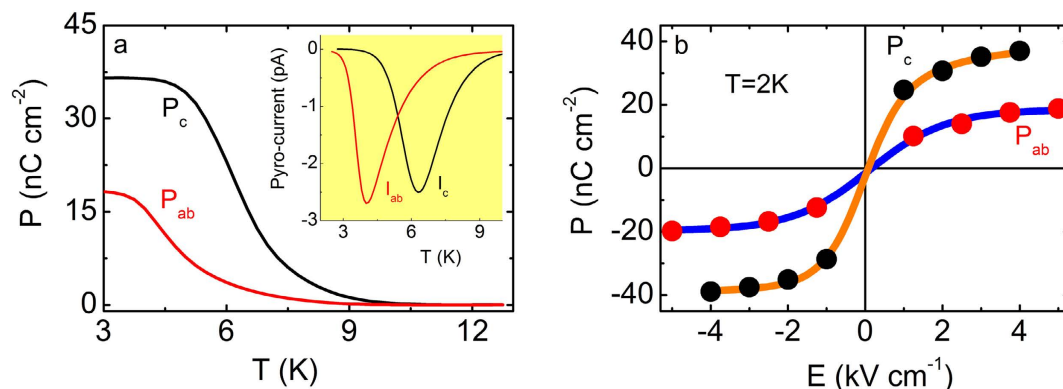 a
P (nC cm⁻²)
45
30
15
0
3
6
9
12
T (K)
P_c
P_ab
Pyro-current (pA)
0
-1
-2
-3
3
6
9
T (K)
I_ab
I_c
b
P (nC cm⁻²)
40
20
0
-20
-40
-4
-2
0
2
4
E (kV cm⁻¹)
T=2K
P_c
P_ab